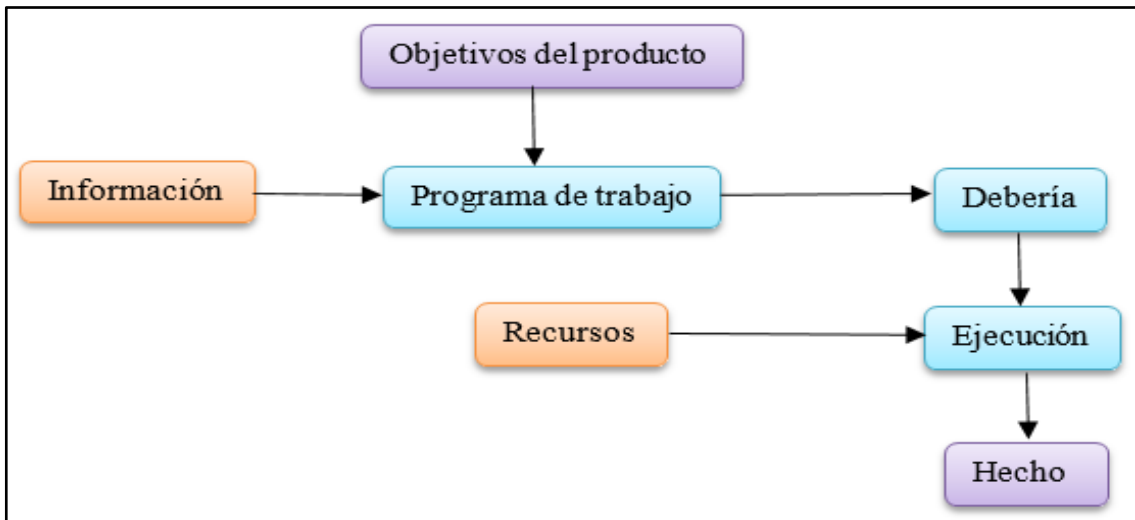 Objetivos del producto
Información
Programa de trabajo
Debería
Recursos
Ejecución
Hecho